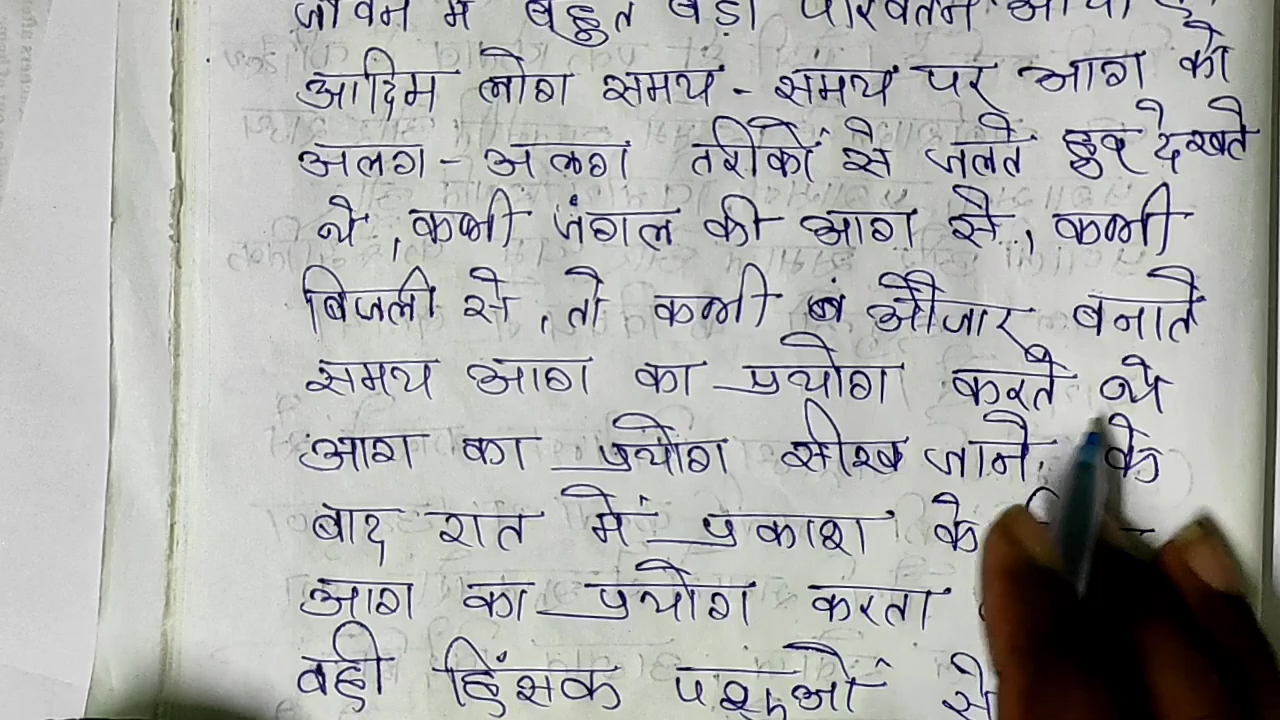 जीवन में बहुत बड़ा परिवर्तन आया
आदिम लोग समय - समय पर आग को
अलग - अलग तरीकों से जलते हुए देखते
थे , कभी जंगल की आग से , कभी
बिजली से , तो कभी औजार बनाते
समय आग का प्रयोग करते थे
आग का प्रयोग सीख जाने के
बाद रात में प्रकाश के
आग का प्रयोग करता
वही हिंसक पशुओं से